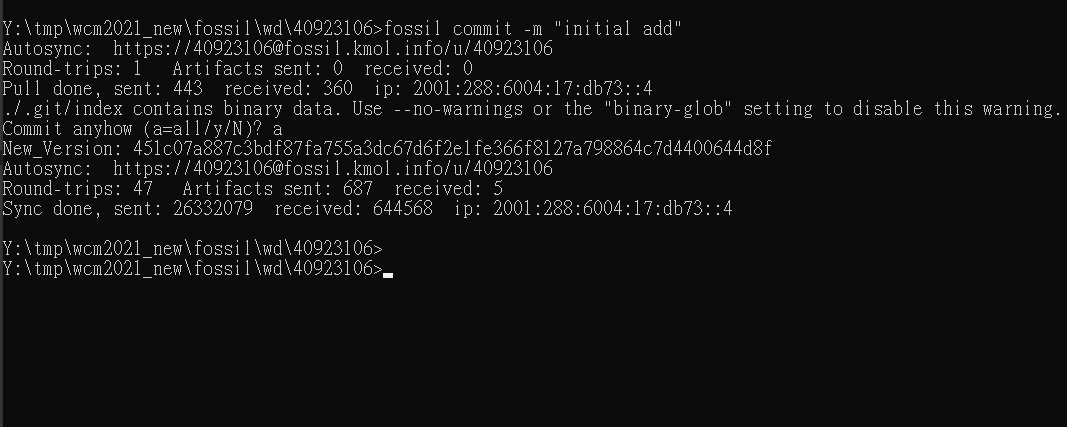 Y:\tmp\wcm2021_new\fossil\wd\40923106>fossil commit -m "initial add"
Autosync:  https://40923106@fossil.kmol.info/u/40923106
Round-trips: 1   Artifacts sent: 0  received: 0
Pull done, sent: 443  received: 360  ip: 2001:288:6004:17:db73::4
./.git/index contains binary data. Use --no-warnings or the "binary-glob" setting to disable this warning.
Commit anyhow (a=all/y/N)? a
New_Version: 451c07a887c3bdf87fa755a3dc67d6f2e1fe366f8127a798864c7d4400644d8f
Autosync:  https://40923106@fossil.kmol.info/u/40923106
Round-trips: 47   Artifacts sent: 687  received: 5
Sync done, sent: 26332079  received: 644568  ip: 2001:288:6004:17:db73::4
Y:\tmp\wcm2021_new\fossil\wd\40923106>
Y:\tmp\wcm2021_new\fossil\wd\40923106>